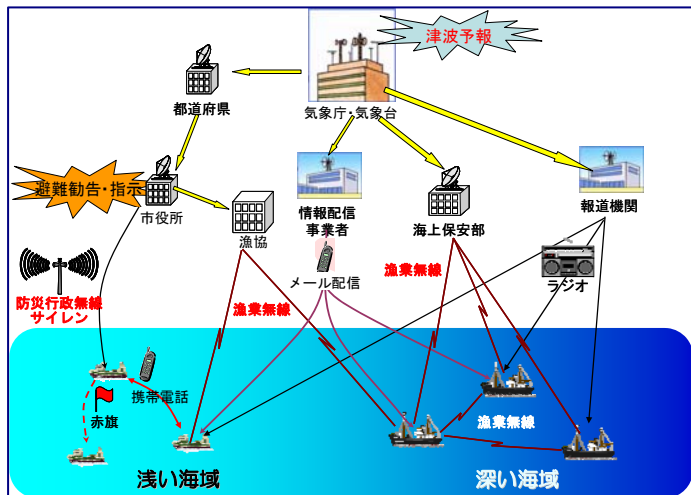 津波予報
都道府県
気象庁・気象台
避難勧告・指示
市役所
漁協
情報配信
事業者
海上保安部
報道機関
メール配信
漁業無線
ラジオ
防災行政無線
サイレン
漁業無線
携帯電話
赤旗
漁業無線
浅い海域
深い海域